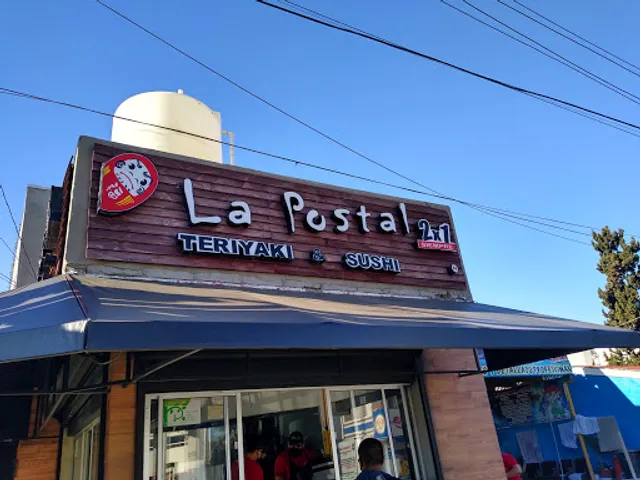 La Postal
TERIYAKI & SUSHI
2x1
SIEMPRE